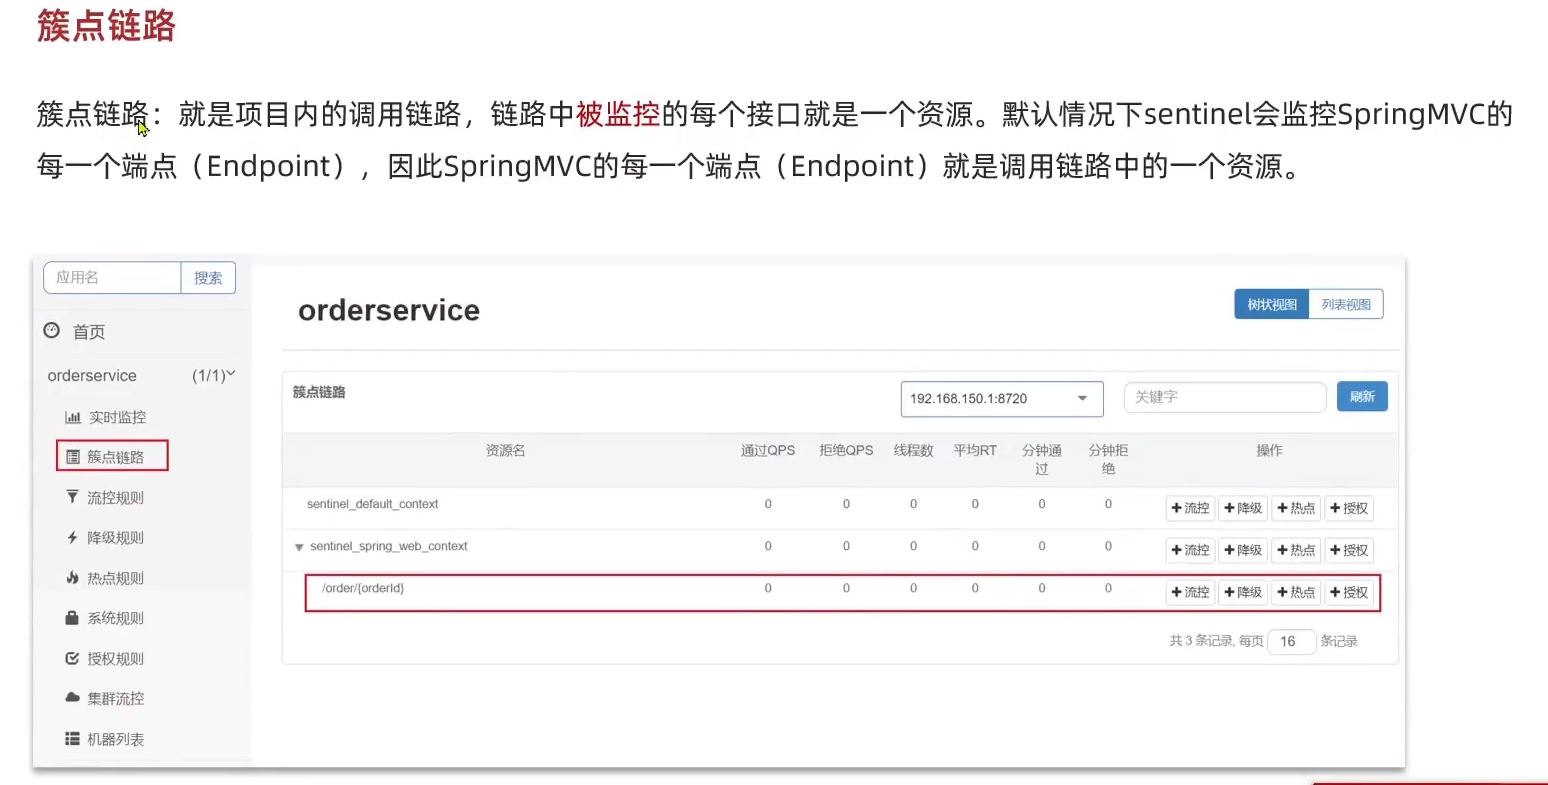 簇点链路
簇点链路：就是项目内的调用链路，链路中被监控的每个接口就是一个资源。默认情况下sentinel会监控SpringMVC的
每一个端点（Endpoint），因此SpringMVC的每一个端点（Endpoint）就是调用链路中的一个资源。
应用名 搜索
首页
orderservice (1/1)
实时监控
簇点链路
流控规则
降级规则
热点规则
系统规则
授权规则
集群流控
机器列表
orderservice
树状视图 列表视图
簇点链路 192.168.150.1:8720 关键字 刷新
资源名 通过QPS 拒绝QPS 线程数 平均RT 分钟通过 分钟拒绝 操作
sentinel_default_context 0 0 0 0 0 0 +流控 +降级 +热点 +授权
sentinel_spring_web_context 0 0 0 0 0 0 +流控 +降级 +热点 +授权
/order/{orderId} 0 0 0 0 0 0 +流控 +降级 +热点 +授权
共 3 条记录, 每页 16 条记录